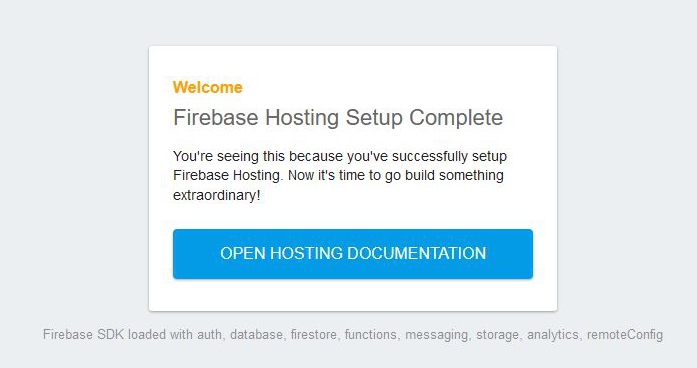 Welcome
Firebase Hosting Setup Complete
You're seeing this because you've successfully setup
Firebase Hosting. Now it's time to go build something
extraordinary!
OPEN HOSTING DOCUMENTATION
Firebase SDK loaded with auth, database, firestore, functions, messaging, storage, analytics, remoteConfig